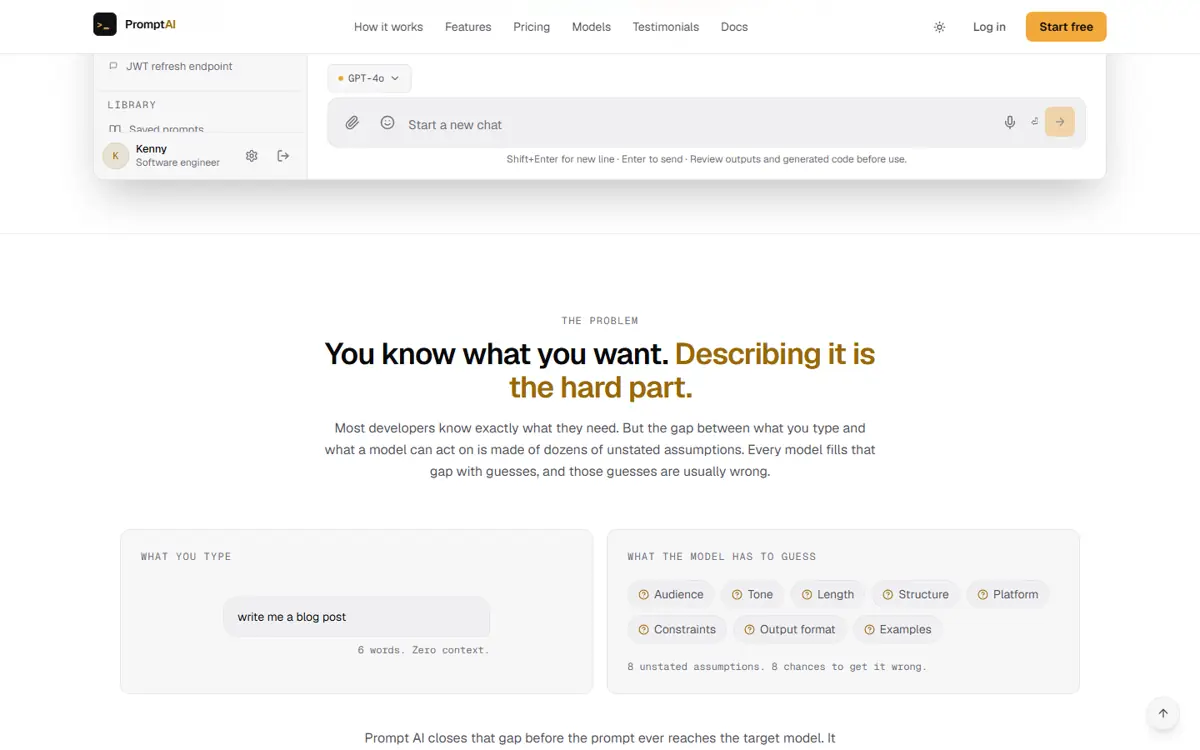 PromptAI
How it works Features Pricing Models Testimonials Docs
Log in
Start free
JWT refresh endpoint
LIBRARY
Saved prompts
K
Kenny
Software engineer
GPT-4o
Start a new chat
Shift+Enter for new line · Enter to send · Review outputs and generated code before use.
THE PROBLEM
You know what you want. Describing it is
the hard part.
Most developers know exactly what they need. But the gap between what you type and
what a model can act on is made of dozens of unstated assumptions. Every model fills that
gap with guesses, and those guesses are usually wrong.
WHAT YOU TYPE
write me a blog post
6 words. Zero context.
WHAT THE MODEL HAS TO GUESS
Audience Tone Length Structure Platform
Constraints Output format Examples
8 unstated assumptions. 8 chances to get it wrong.
Prompt AI closes that gap before the prompt ever reaches the target model. It